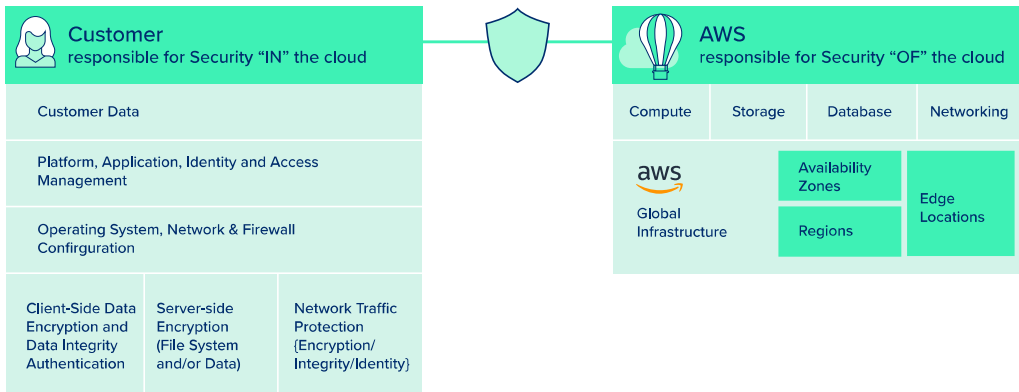 Customer
responsible for Security “IN” the cloud
Customer Data
Platform, Application, Identity and Access
Management
Operating System, Network & Firewall
Confirguration
Client-Side Data
Encryption and
Data Integrity
Authentication
Server-side
Encryption
(File System
and/or Data)
Network Traffic
Protection
{Encryption/
Integrity/Identity}
AWS
responsible for Security “OF” the cloud
Compute
Storage
Database
Networking
aws
Global
Infrastructure
Availability
Zones
Regions
Edge
Locations